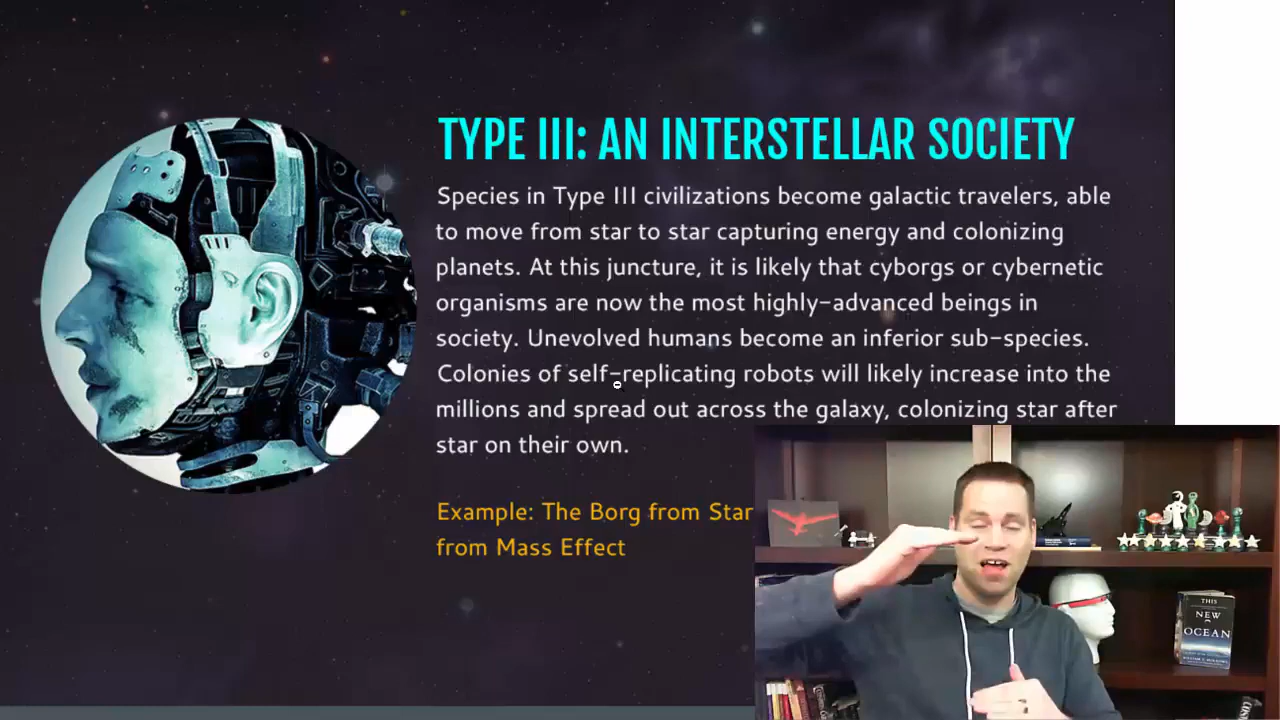 TYPE III: AN INTERSTELLAR SOCIETY
Species in Type III civilizations become galactic travelers, able
to move from star to star capturing energy and colonizing
planets. At this juncture, it is likely that cyborgs or cybernetic
organisms are now the most highly-advanced beings in
society. Unevolved humans become an inferior sub-species.
Colonies of self-replicating robots will likely increase into the
millions and spread out across the galaxy, colonizing star after
star on their own.
Example: The Borg from Star
from Mass Effect
THIS
NEW
OCEAN